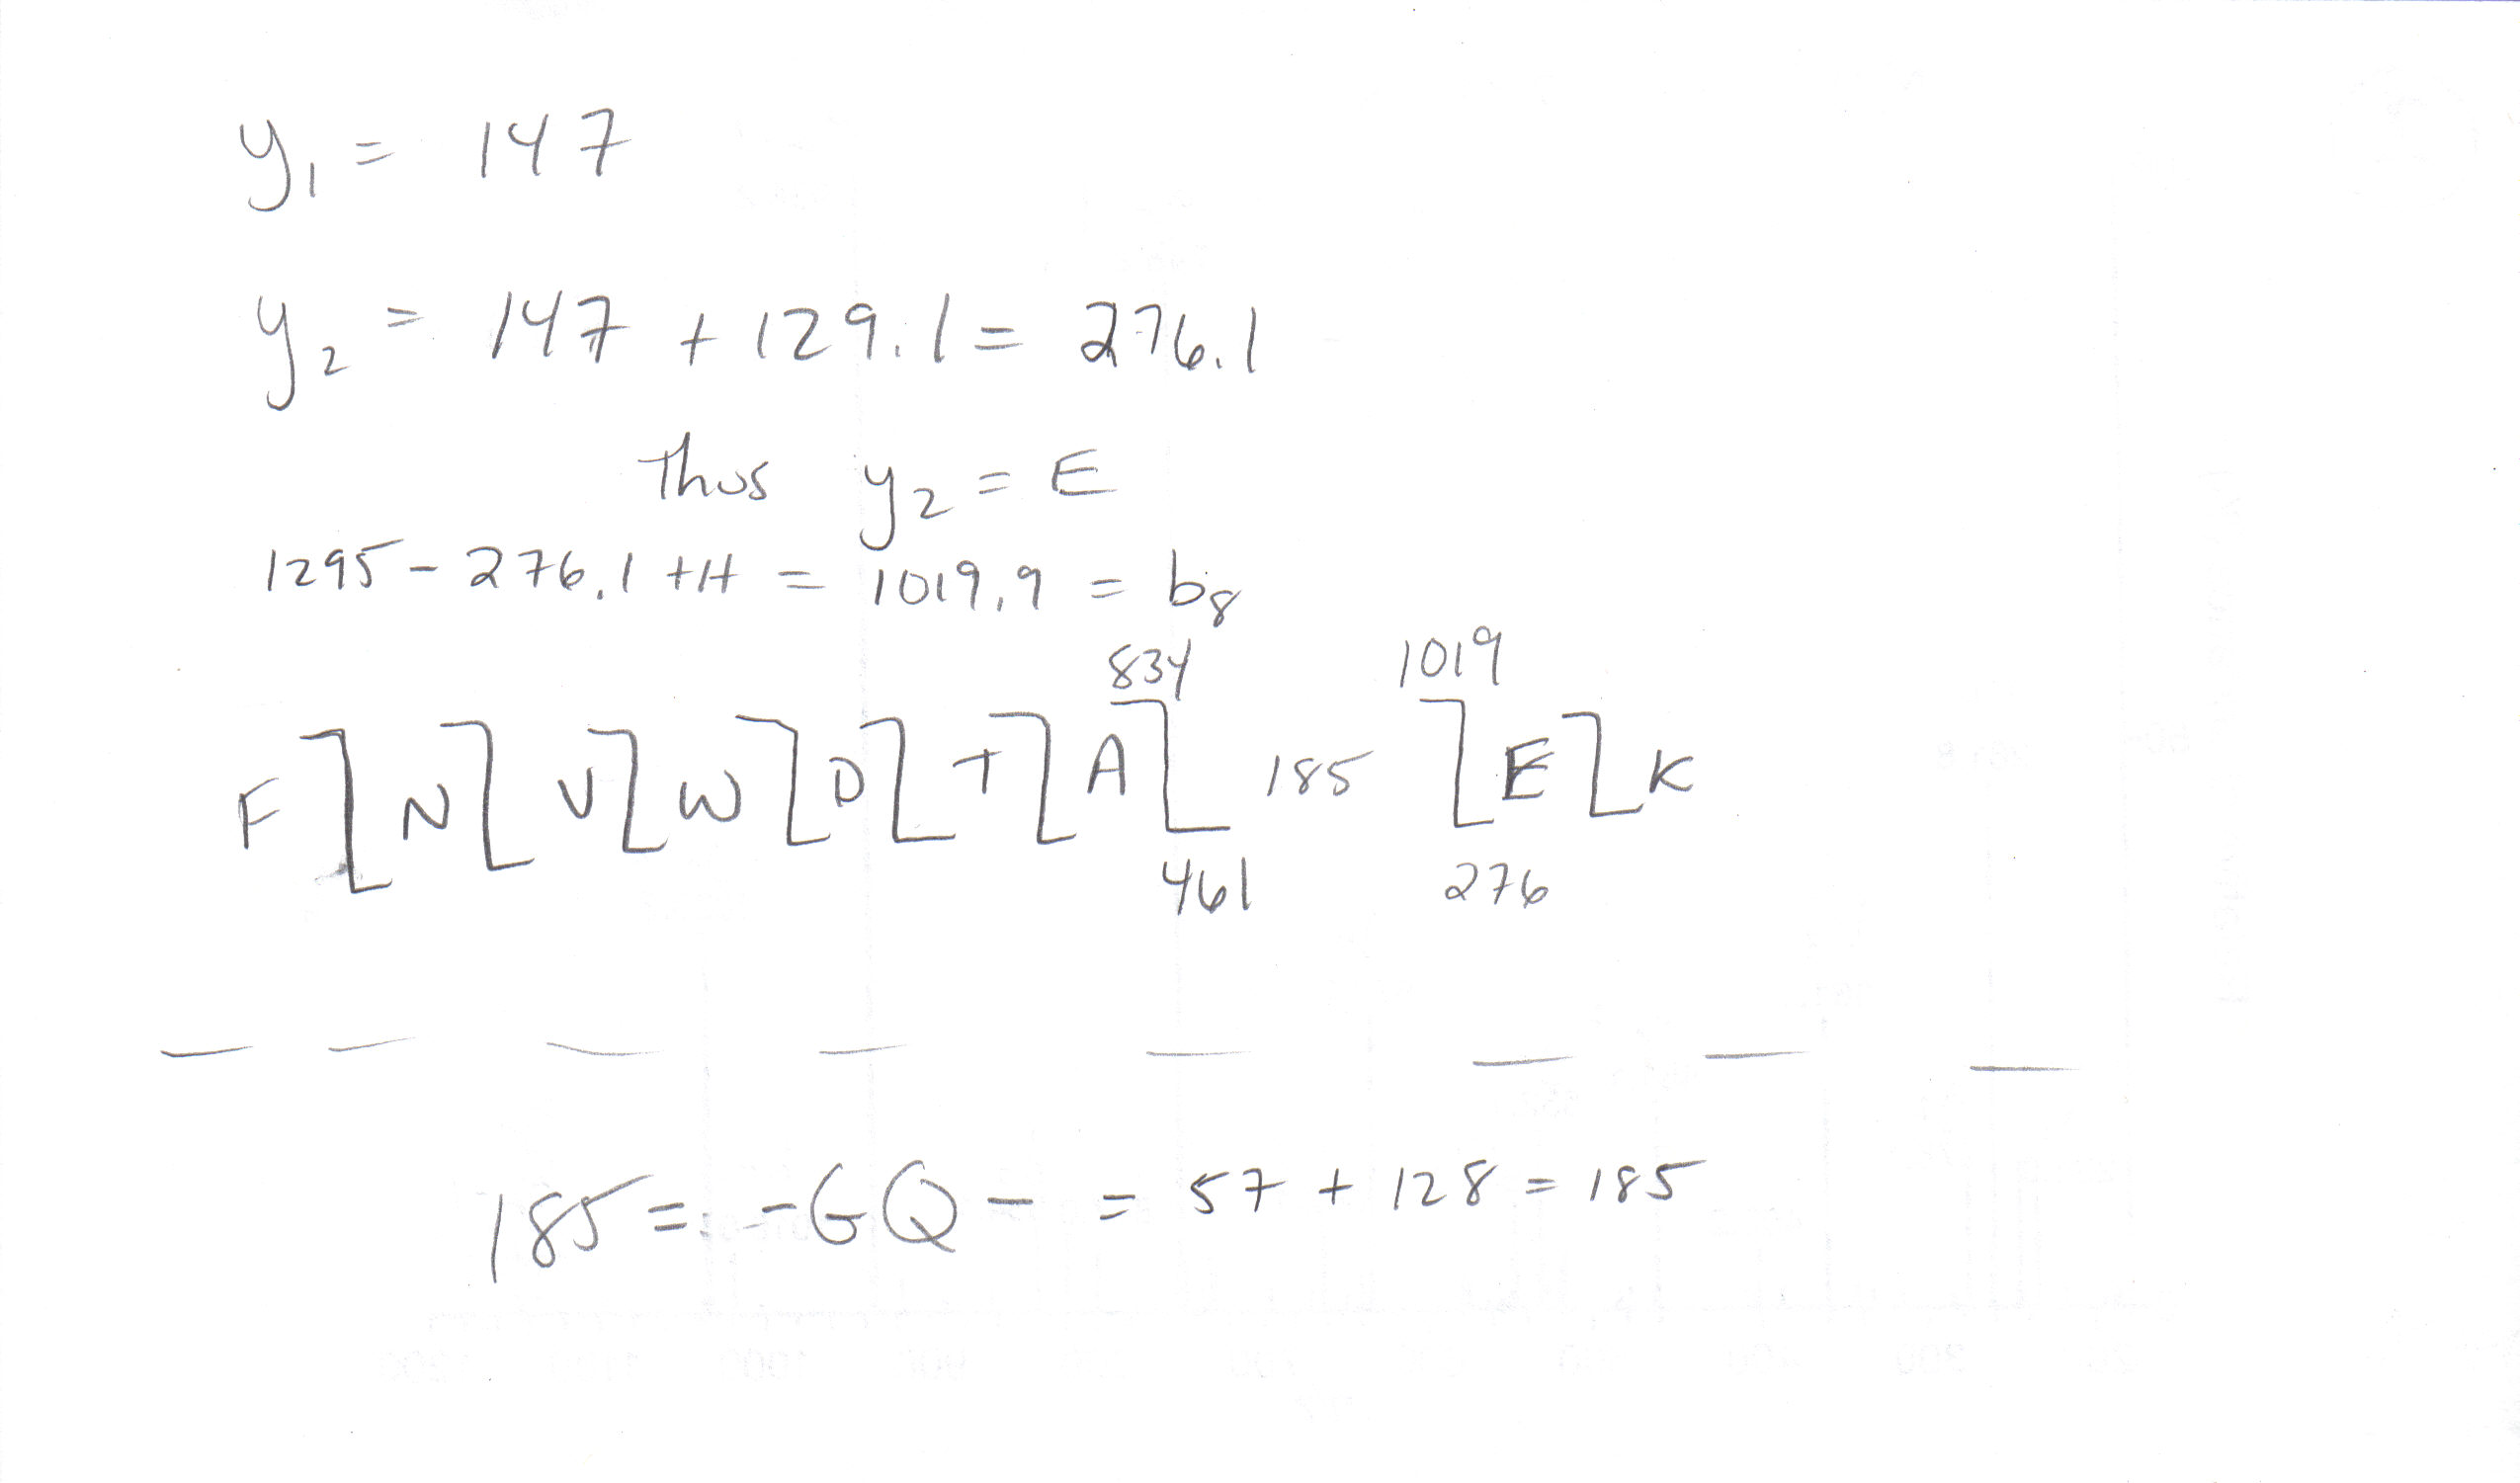 y₁ = 147
y₂ = 147 + 129.1 = 276.1
thus y₂ = E
1295 - 276.1 + H = 1019.9 = b₈
834 1019
F] N[ V] W] D[ T] A] 185 ] E] K
461 276
— — — — — — — —
185 = -GQ- = 57 + 128 = 185